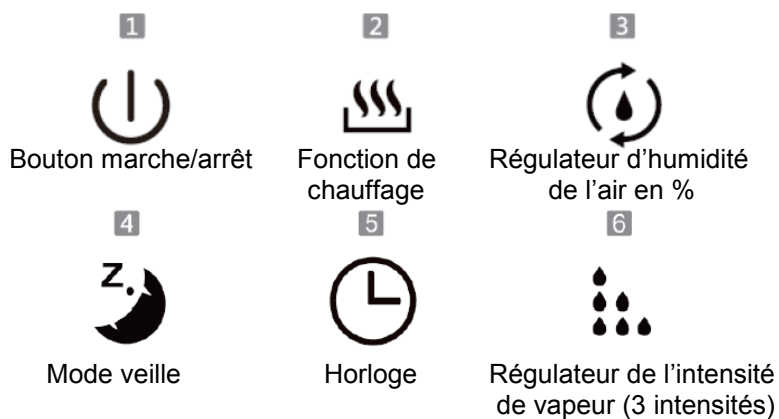 1 2 3
Bouton marche/arrêt Fonction de Régulateur d’humidité
chauffage de l’air en %
4 5 6
z.
Mode veille Horloge Régulateur de l’intensité
de vapeur (3 intensités)